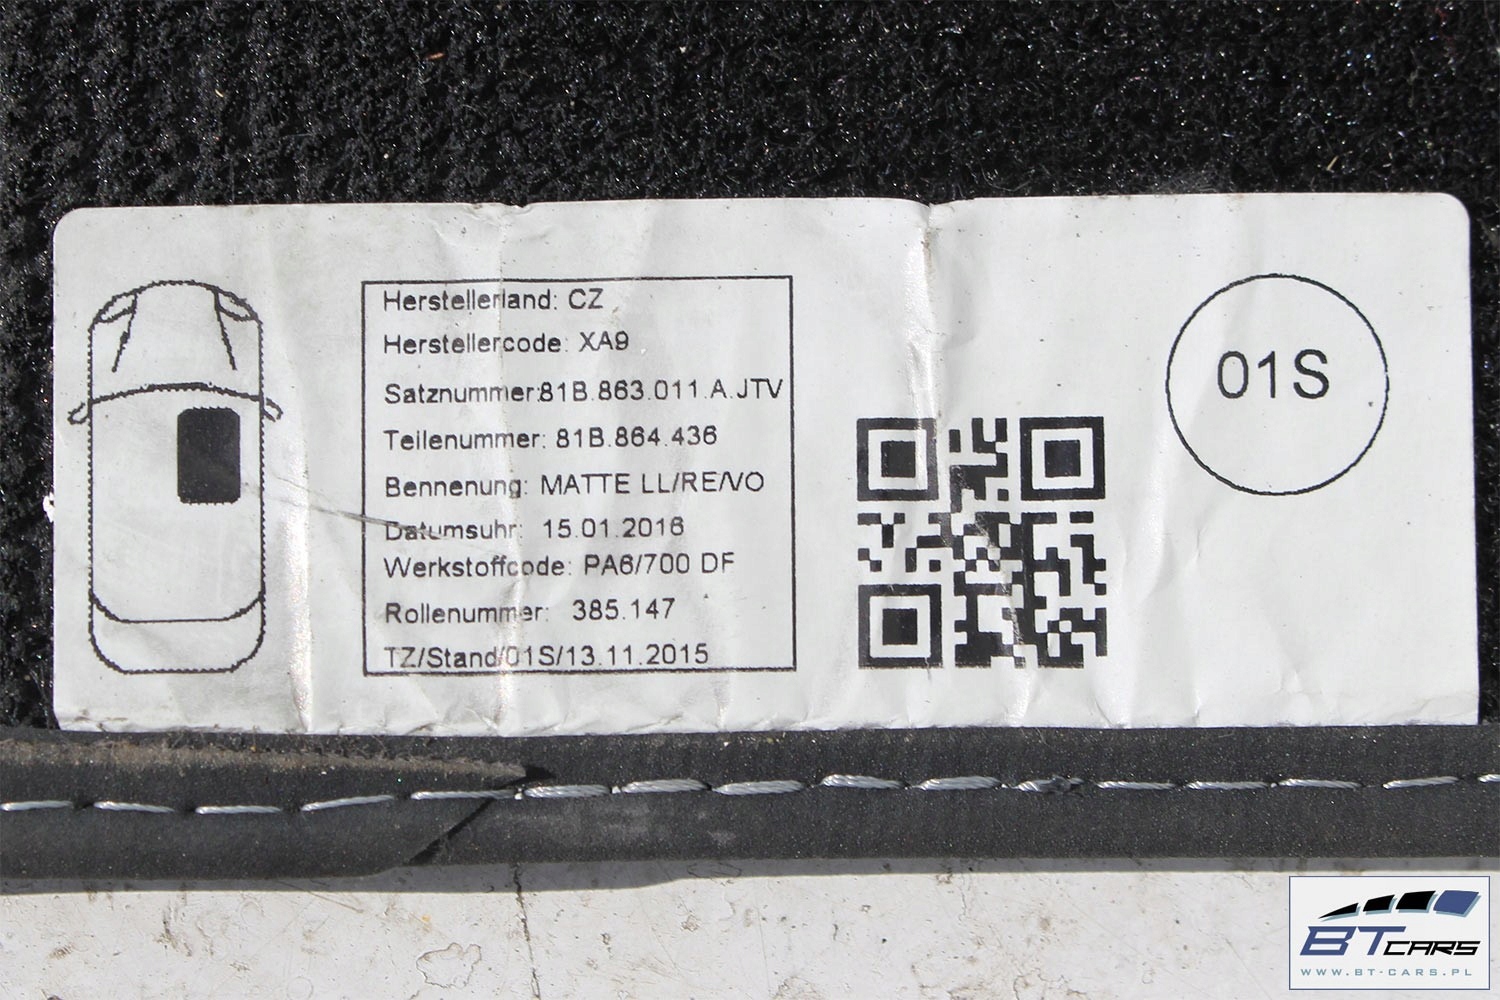 Herstellerland: CZ
Herstellercode: XA9
Satznummer:81B.863.011.A.JTV
Teilenummer: 81B.864.436
Bennenung: MATTE LL/RE/VO
Datumsuhr: 15.01.2016
Werkstoffcode: PA6/700 DF
Rollenummer: 385.147
TZ/Stand/01S/13.11.2015
01S
BT CARS
WWW.BT-CARS.PL